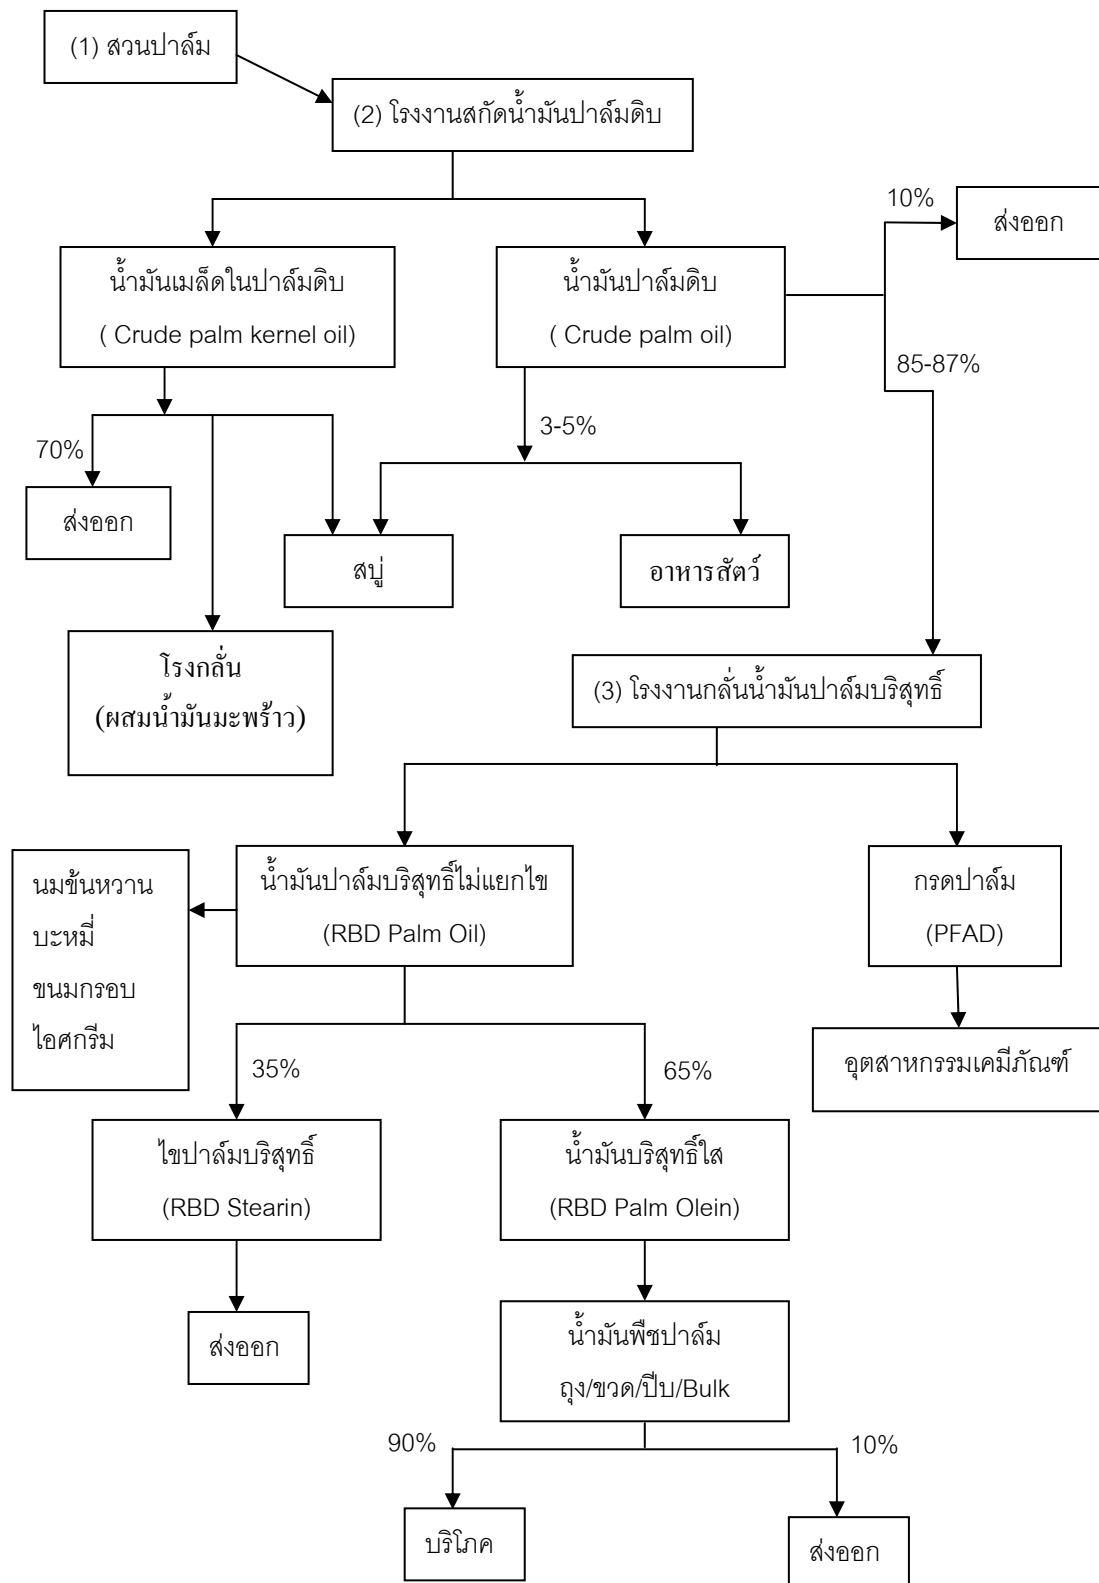 (1) สวนปาล์ม
(2) โรงงานสกัดน้ำมันปาล์มดิบ
10%
ส่งออก
น้ำมันเมล็ดในปาล์มดิบ
( Crude palm kernel oil)
น้ำมันปาล์มดิบ
( Crude palm oil)
85-87%
3-5%
70%
ส่งออก
สบู่
อาหารสัตว์
โรงกลั่น
(ผสมน้ำมันมะพร้าว)
(3) โรงงานกลั่นน้ำมันปาล์มบริสุทธิ์
นมข้นหวาน
บะหมี่
ขนมกรอบ
ไอศกรีม
น้ำมันปาล์มบริสุทธิ์ไม่แยกไข
(RBD Palm Oil)
กรดปาล์ม
(PFAD)
อุตสาหกรรมเคมีภัณฑ์
35%
65%
ไขปาล์มบริสุทธิ์
(RBD Stearin)
น้ำมันบริสุทธิ์ใส
(RBD Palm Olein)
ส่งออก
น้ำมันพืชปาล์ม
ถุง/ขวด/ปีบ/Bulk
90%
10%
บริโภค
ส่งออก